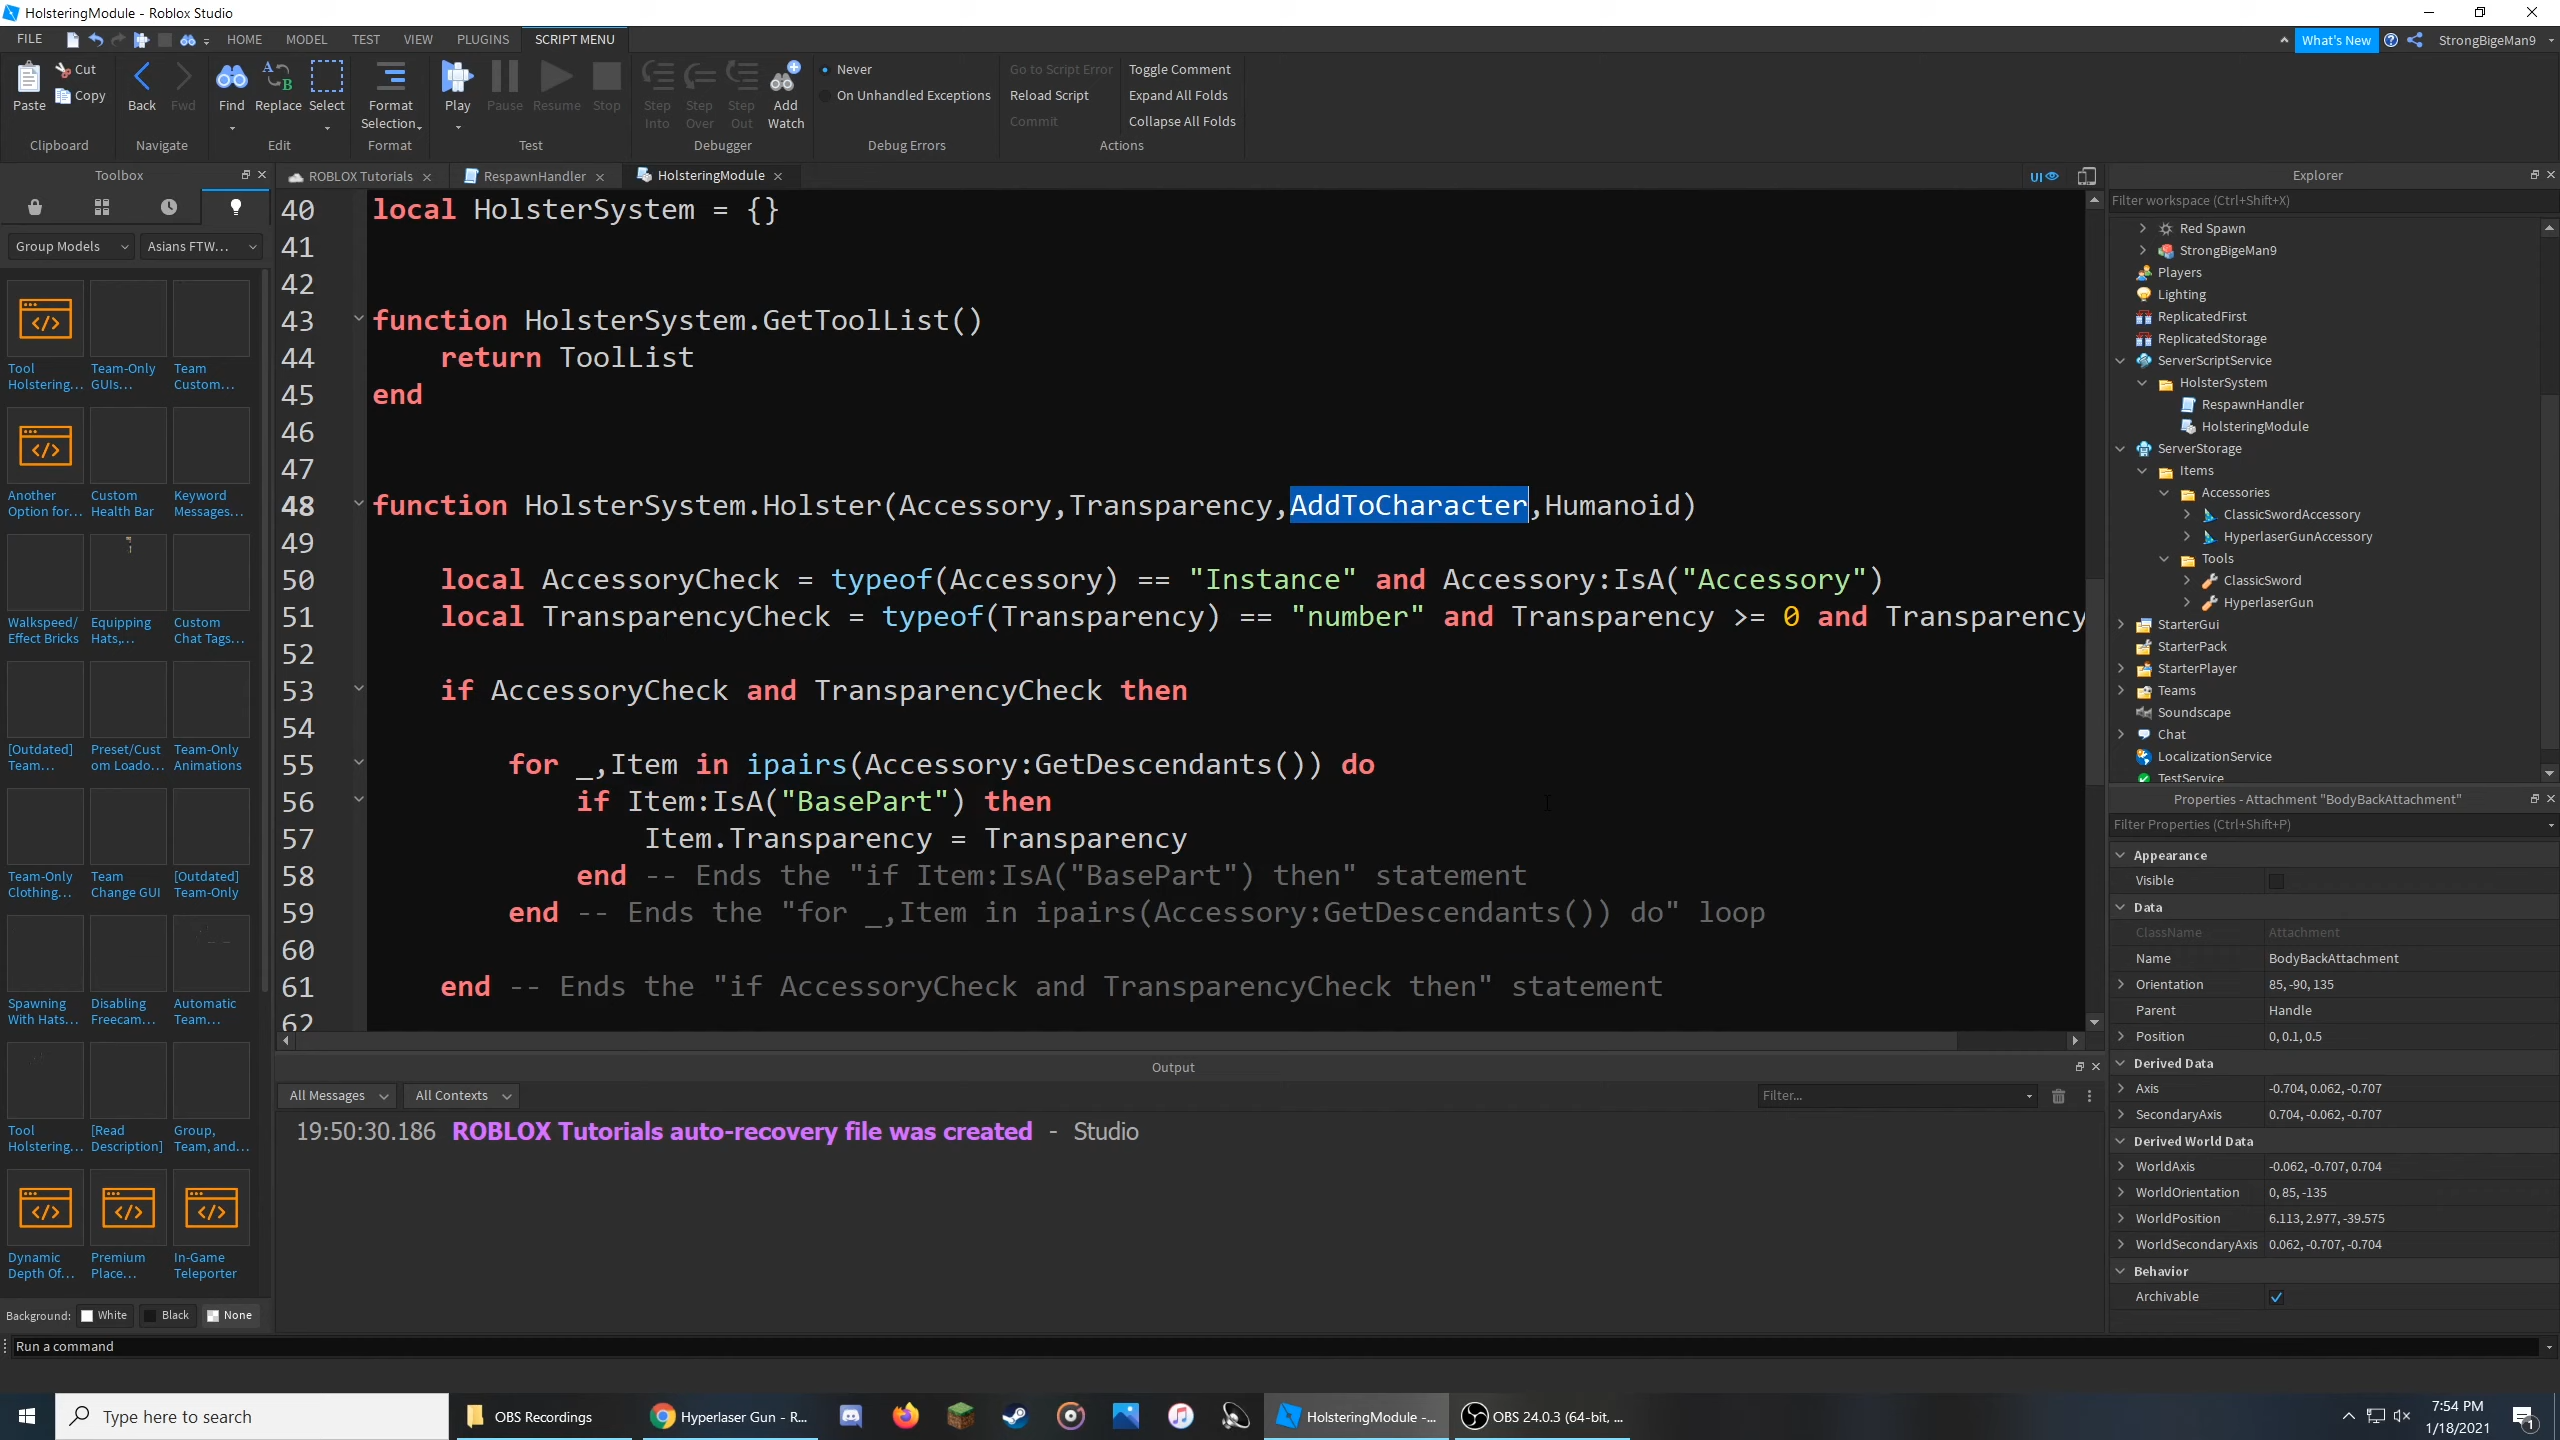 HolsteringModule - Roblox Studio
FILE HOME MODEL TEST VIEW PLUGINS SCRIPT MENU What's New StrongBigeMan9
Paste Cut Copy Clipboard
Back Fwd Navigate
Find Replace Select Edit
Format Selection Format
Play Pause Resume Stop Test
Step Into Step Over Step Out Add Watch Debugger
Never
On Unhandled Exceptions
Debug Errors
Go to Script Error Toggle Comment
Reload Script Expand All Folds
Commit Collapse All Folds
Actions
Toolbox
Group Models Asians FTW...
Tool Holstering... Team-Only GUIs... Team Custom...
Another Option for... Custom Health Bar Keyword Messages...
Walkspeed/ Effect Bricks Equipping Hats,... Custom Chat Tags...
[Outdated] Team... Preset/Cust om Loado... Team-Only Animations
Team-Only Clothing... Team Change GUI [Outdated] Team-Only
Spawning With Hats... Disabling Freecam... Automatic Team...
Tool Holstering... [Read Description] Group, Team, and...
Dynamic Depth Of... Premium Place... In-Game Teleporter
Background: White Black None
ROBLOX Tutorials RespawnHandler HolsteringModule UI
40 local HolsterSystem = {}
41
42
43 function HolsterSystem.GetToolList()
44 return ToolList
45 end
46
47
48 function HolsterSystem.Holster(Accessory,Transparency,AddToCharacter,Humanoid)
49
50 local AccessoryCheck = typeof(Accessory) == "Instance" and Accessory:IsA("Accessory")
51 local TransparencyCheck = typeof(Transparency) == "number" and Transparency >= 0 and Transparency
52
53 if AccessoryCheck and TransparencyCheck then
54
55 for _,Item in ipairs(Accessory:GetDescendants()) do
56 if Item:IsA("BasePart") then
57 Item.Transparency = Transparency
58 end -- Ends the "if Item:IsA("BasePart") then" statement
59 end -- Ends the "for _,Item in ipairs(Accessory:GetDescendants()) do" loop
60
61 end -- Ends the "if AccessoryCheck and TransparencyCheck then" statement
62
Output
All Messages All Contexts Filter...
19:50:30.186 ROBLOX Tutorials auto-recovery file was created - Studio
Explorer
Filter workspace (Ctrl+Shift+X)
Red Spawn
StrongBigeMan9
Players
Lighting
ReplicatedFirst
ReplicatedStorage
ServerScriptService
HolsterSystem
RespawnHandler
HolsteringModule
ServerStorage
Items
Accessories
ClassicSwordAccessory
HyperlaserGunAccessory
Tools
ClassicSword
HyperlaserGun
StarterGui
StarterPack
StarterPlayer
Teams
Soundscape
Chat
LocalizationService
TestService
Properties - Attachment "BodyBackAttachment"
Filter Properties (Ctrl+Shift+P)
Appearance
Visible
Data
ClassName Attachment
Name BodyBackAttachment
Orientation 85, -90, 135
Parent Handle
Position 0, 0.1, 0.5
Derived Data
Axis -0.704, 0.062, -0.707
SecondaryAxis 0.704, -0.062, -0.707
Derived World Data
WorldAxis -0.062, -0.707, 0.704
WorldOrientation 0, 85, -135
WorldPosition 6.113, 2.977, -39.575
WorldSecondaryAxis 0.062, -0.707, -0.704
Behavior
Archivable
Run a command
Type here to search OBS Recordings Hyperlaser Gun - R... HolsteringModule -... OBS 24.0.3 (64-bit, ... 7:54 PM
1/18/2021 1